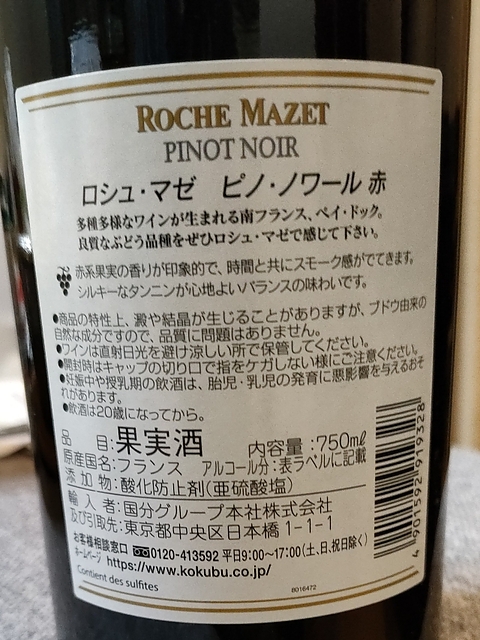 ROCHE MAZET
PINOT NOIR
ロシュ・マゼ ピノ・ノワール 赤
多種多様なワインが生まれる南フランス、ペイ・ドック。
良質なぶどう品種をぜひロシュ・マゼで感じて下さい。
赤系果実の香りが印象的で、時間と共にスモーク感がでてきます。
シルキーなタンニンが心地よいバランスの味わいです。
●商品の特性上、澱や結晶が生じることがありますが、ブドウ由来の
自然な成分ですので、品質に問題はありません。
●ワインは直射日光を避け涼しい所で保管してください。
●開封時はキャップの切り口で指をケガしない様にご注意ください。
●妊娠中や授乳期の飲酒は、胎児・乳児の発育に悪影響を与えるおそ
れがあります。
●飲酒は20歳になってから。
品 目:果実酒 内容量:750mℓ
原産国名:フランス アルコール分:表ラベルに記載
添加物:酸化防止剤(亜硫酸塩)
輸入者:国分グループ本社株式会社
及び引取先:東京都中央区日本橋1-1-1
お客様相談窓口 0120-413592 平日9:00〜17:00(土、日、祝日除く)
ホームページ https://www.kokubu.co.jp/
Contient des sulfites
B016472
4 901592 919328